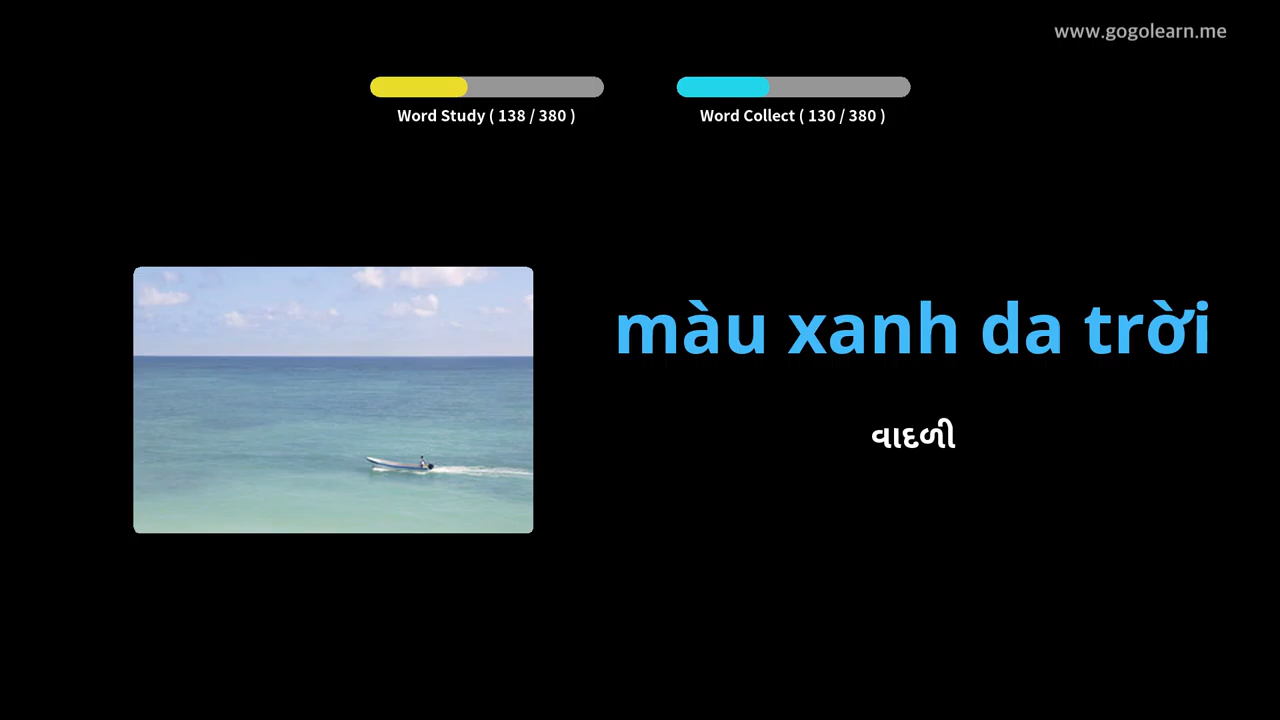 www.gogolearn.me
Word Study ( 138 / 380 )
Word Collect ( 130 / 380 )
màu xanh da trời
વાદળી